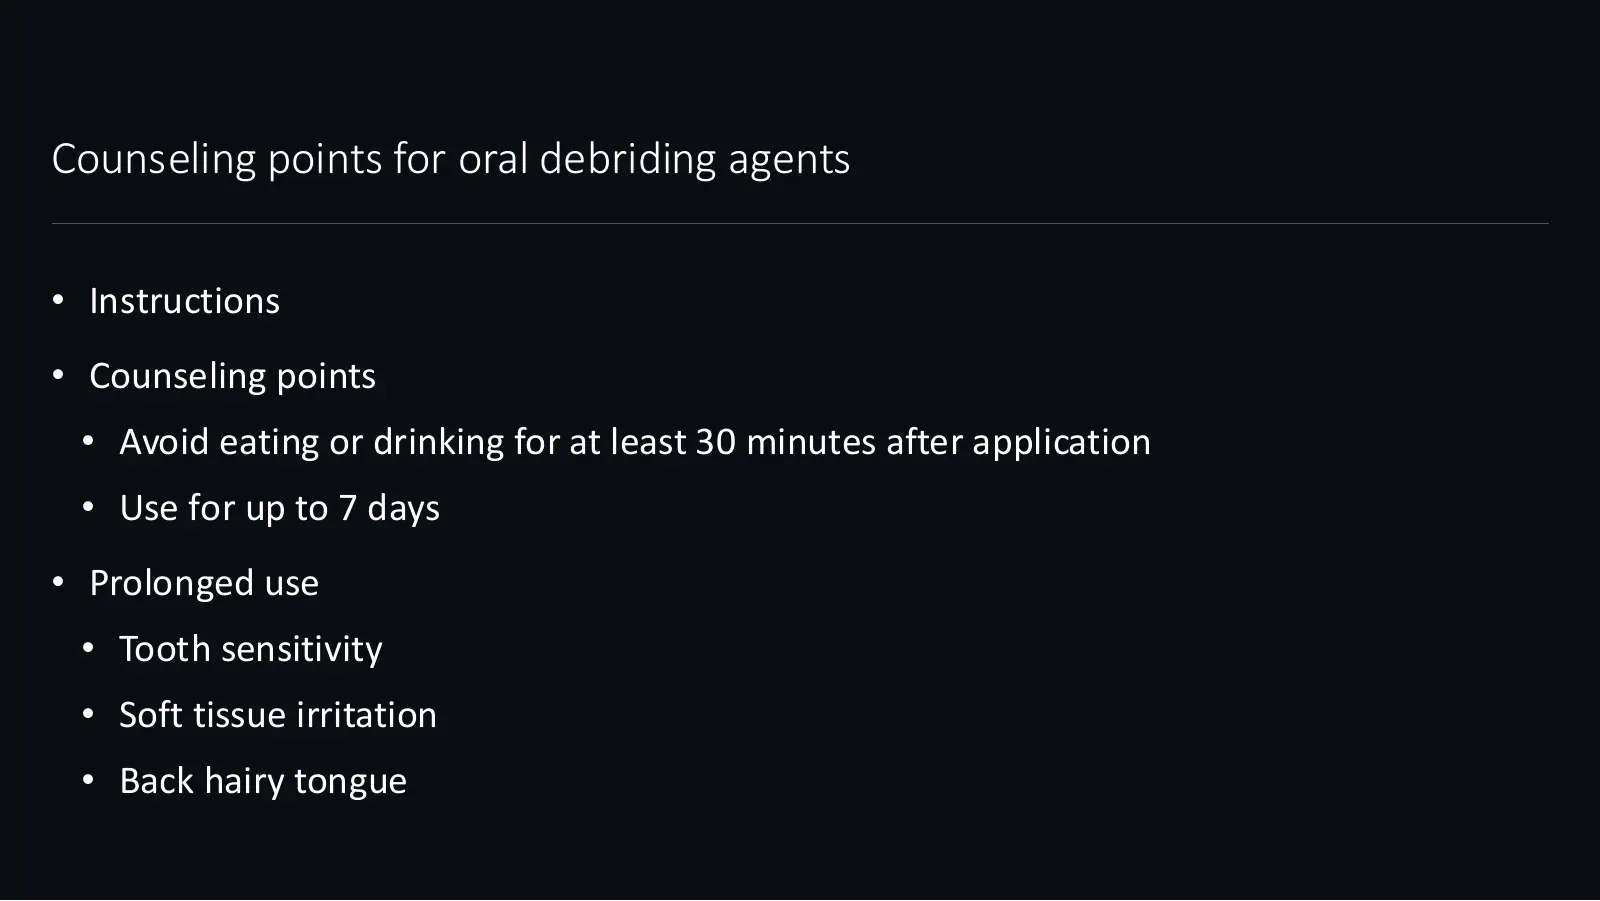 Counseling points for oral debriding agents
• Instructions
• Counseling points
• Avoid eating or drinking for at least 30 minutes after application
• Use for up to 7 days
• Prolonged use
• Tooth sensitivity
• Soft tissue irritation
• Back hairy tongue